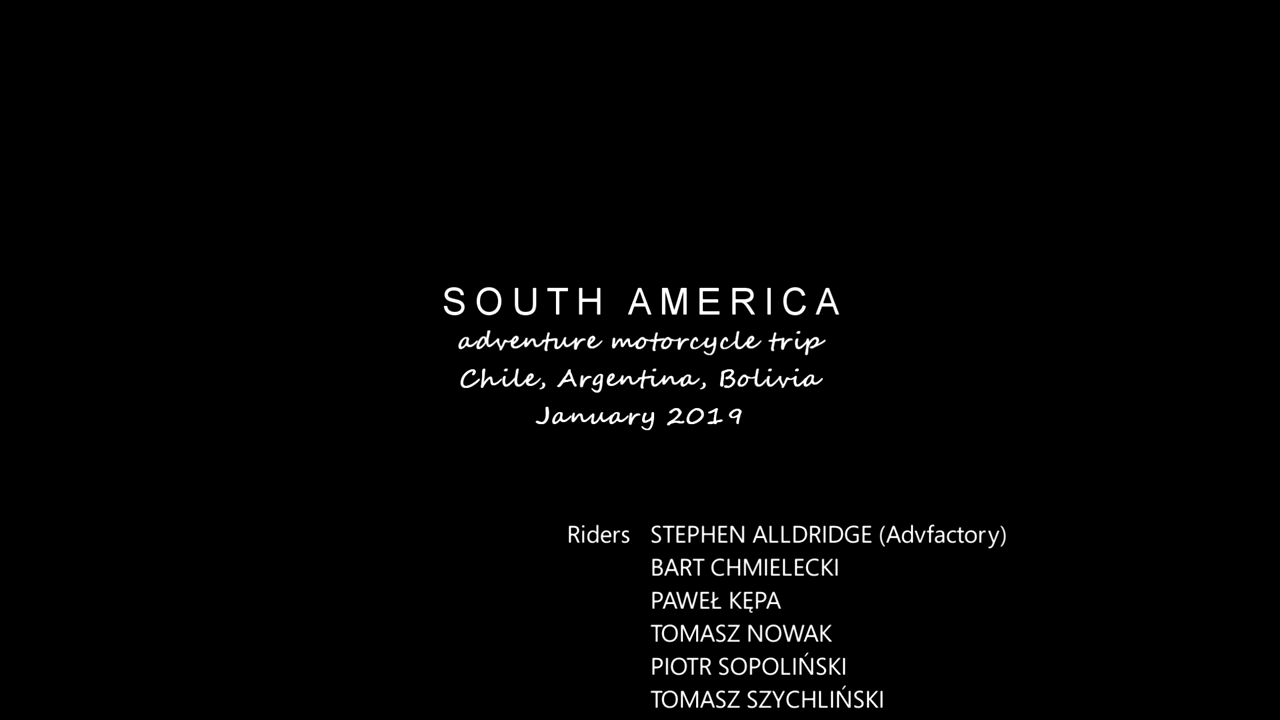 SOUTH AMERICA
adventure motorcycle trip
Chile, Argentina, Bolivia
January 2019
Riders STEPHEN ALLDRIDGE (Advfactory)
BART CHMIELECKI
PAWEŁ KĘPA
TOMASZ NOWAK
PIOTR SOPOLIŃSKI
TOMASZ SZYCHLIŃSKI